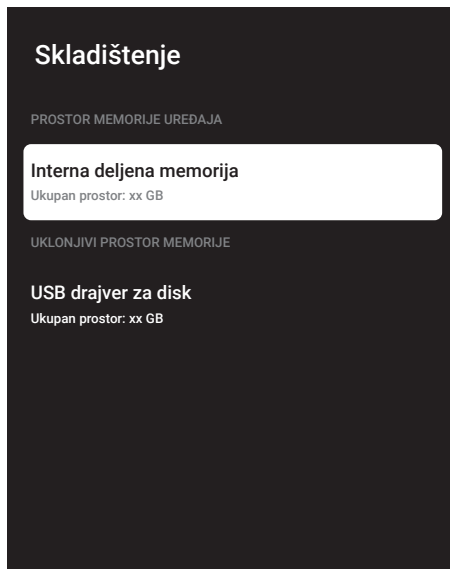 Skladištenje
PROSTOR MEMORIJE UREĐAJA
Interna deljena memorija
Ukupan prostor: xx GB
UKLONJIVI PROSTOR MEMORIJE
USB drajver za disk
Ukupan prostor: xx GB